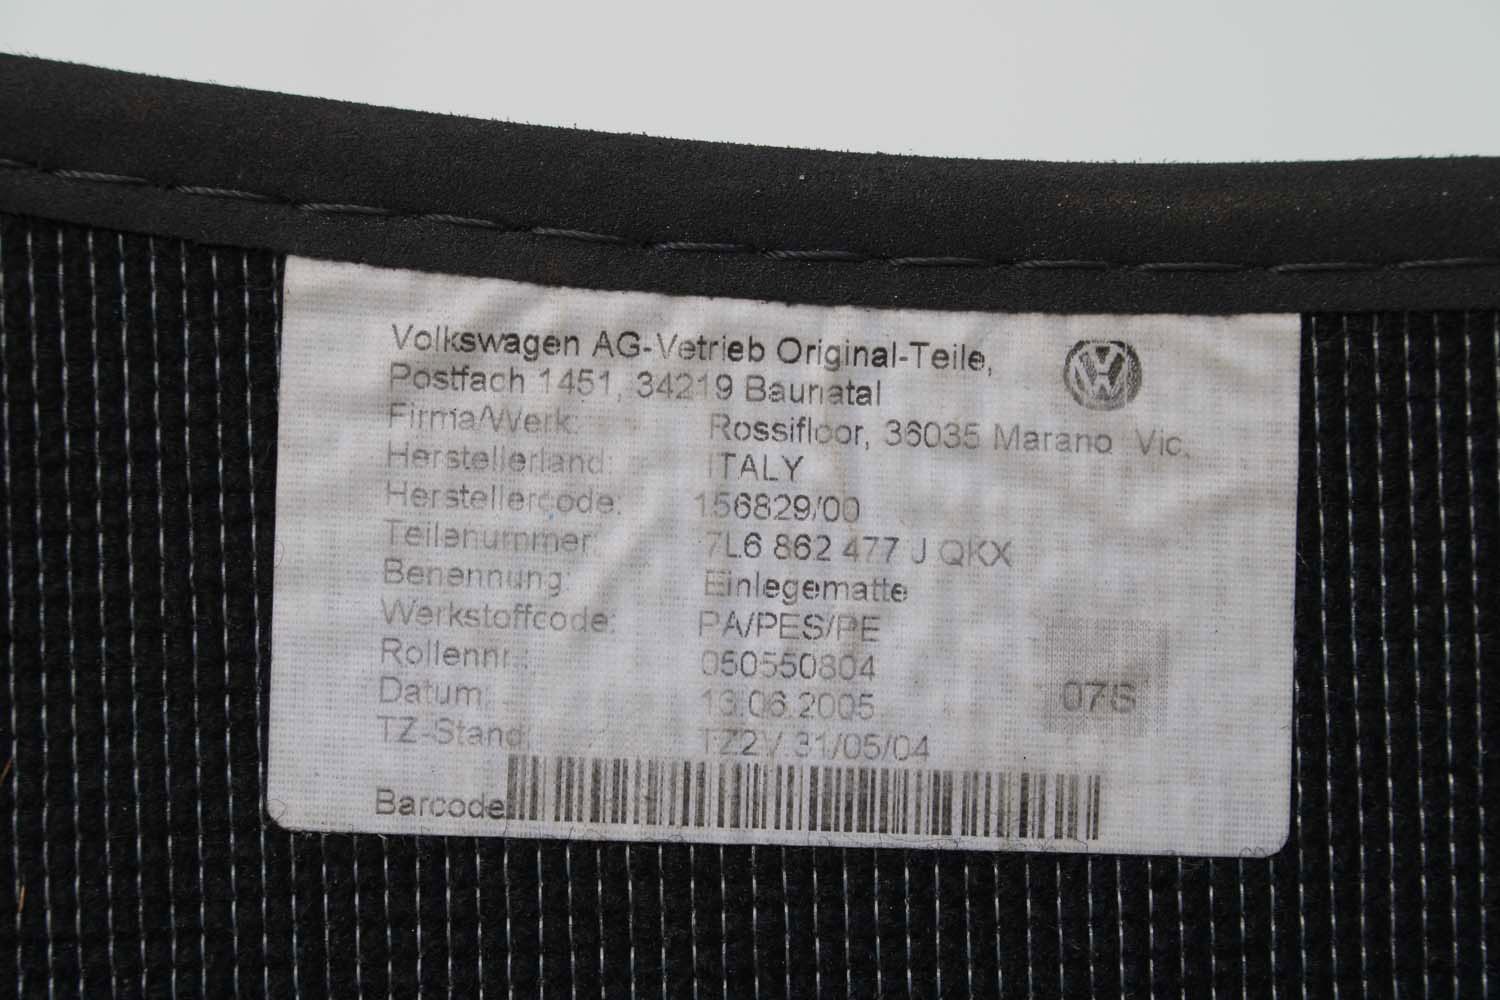 Volkswagen AG-Vetrieb Original-Teile,
Postfach 1451, 34219 Baunatal
Firma/Werk: Rossifloor, 36035 Marano Vic.
Herstellerland: ITALY
Herstellercode: 156829/00
Teilenummer: 7L6 862 477 J QKX
Benennung: Einlegematte
Werkstoffcode: PA/PES/PE
Rollennr.: 050550804
Datum: 13.06.2005
TZ-Stand: TZ2V 31/05/04
07S
Barcode